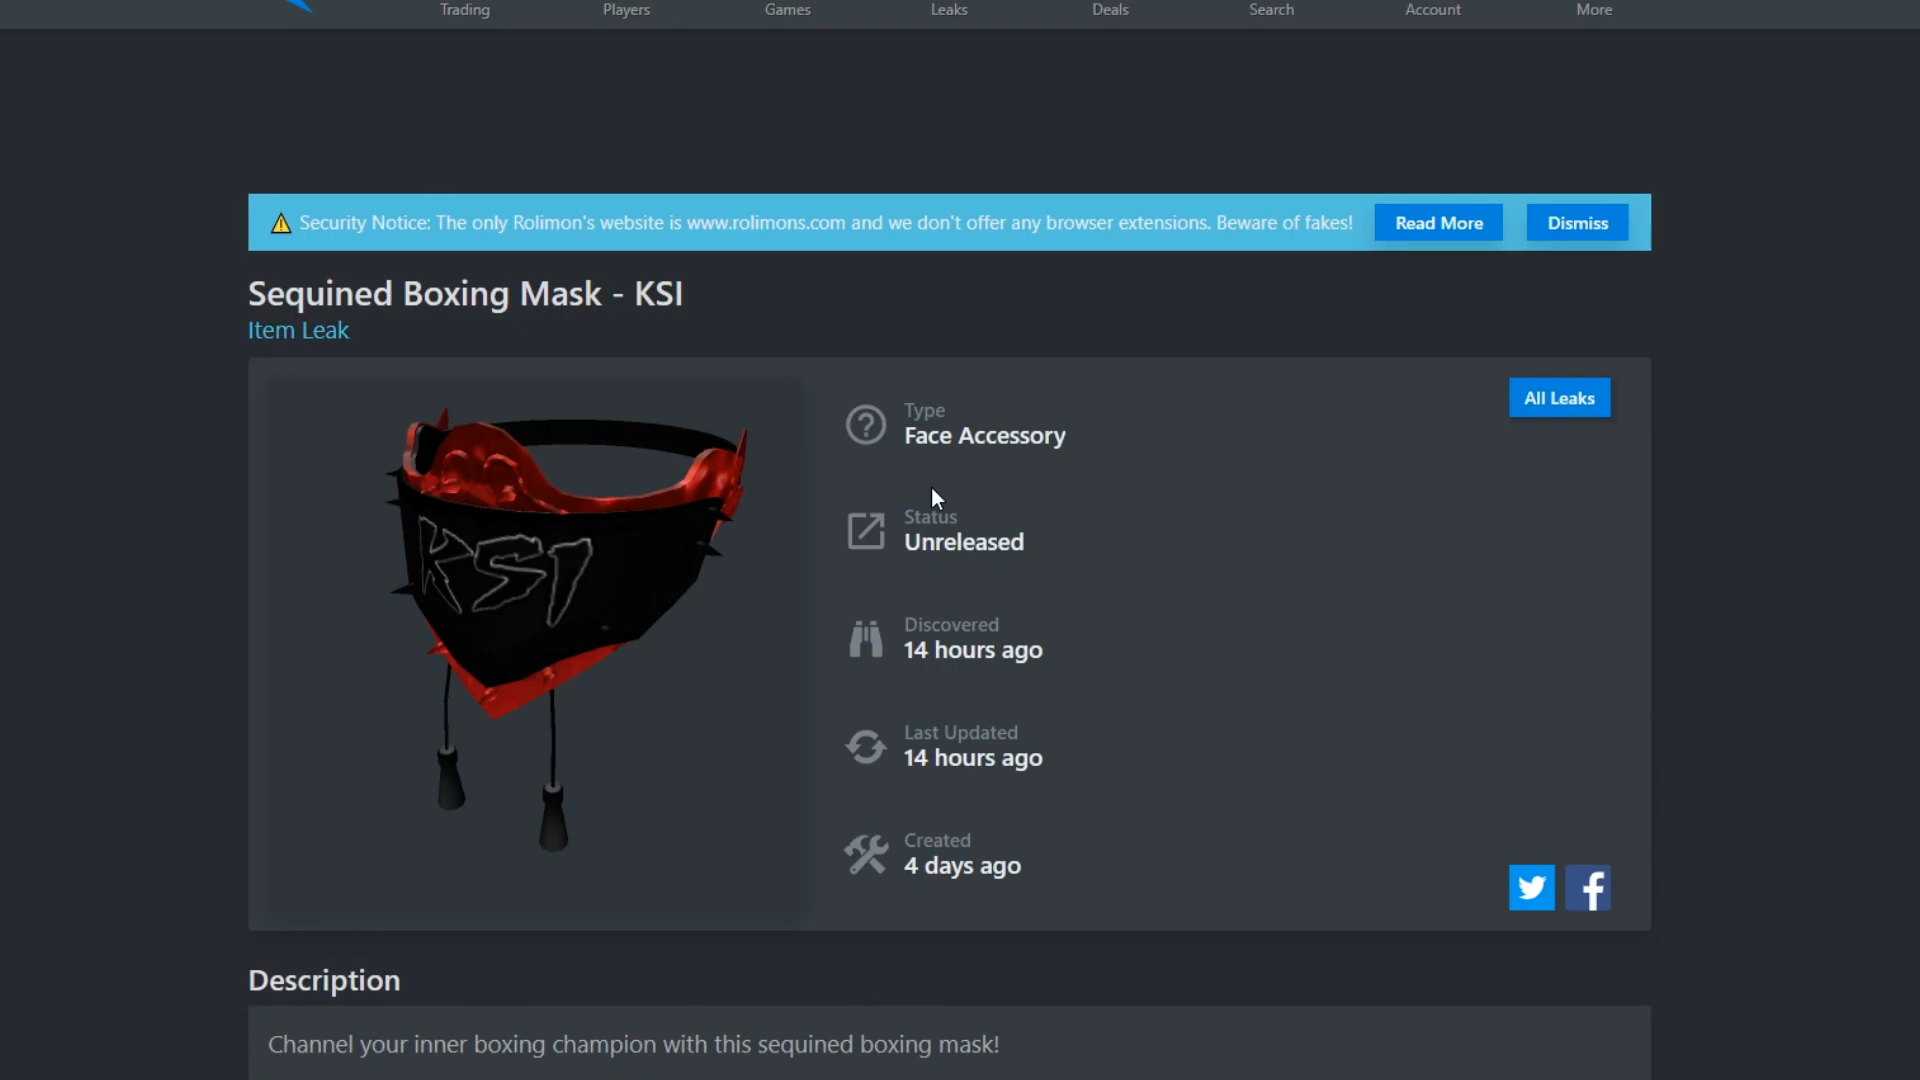 Trading Players Games Leaks Deals Search Account More
⚠ Security Notice: The only Rolimon's website is www.rolimons.com and we don't offer any browser extensions. Beware of fakes! Read More Dismiss
Sequined Boxing Mask - KSI
Item Leak
All Leaks
KSI
Type
Face Accessory
Status
Unreleased
Discovered
14 hours ago
Last Updated
14 hours ago
Created
4 days ago
Description
Channel your inner boxing champion with this sequined boxing mask!